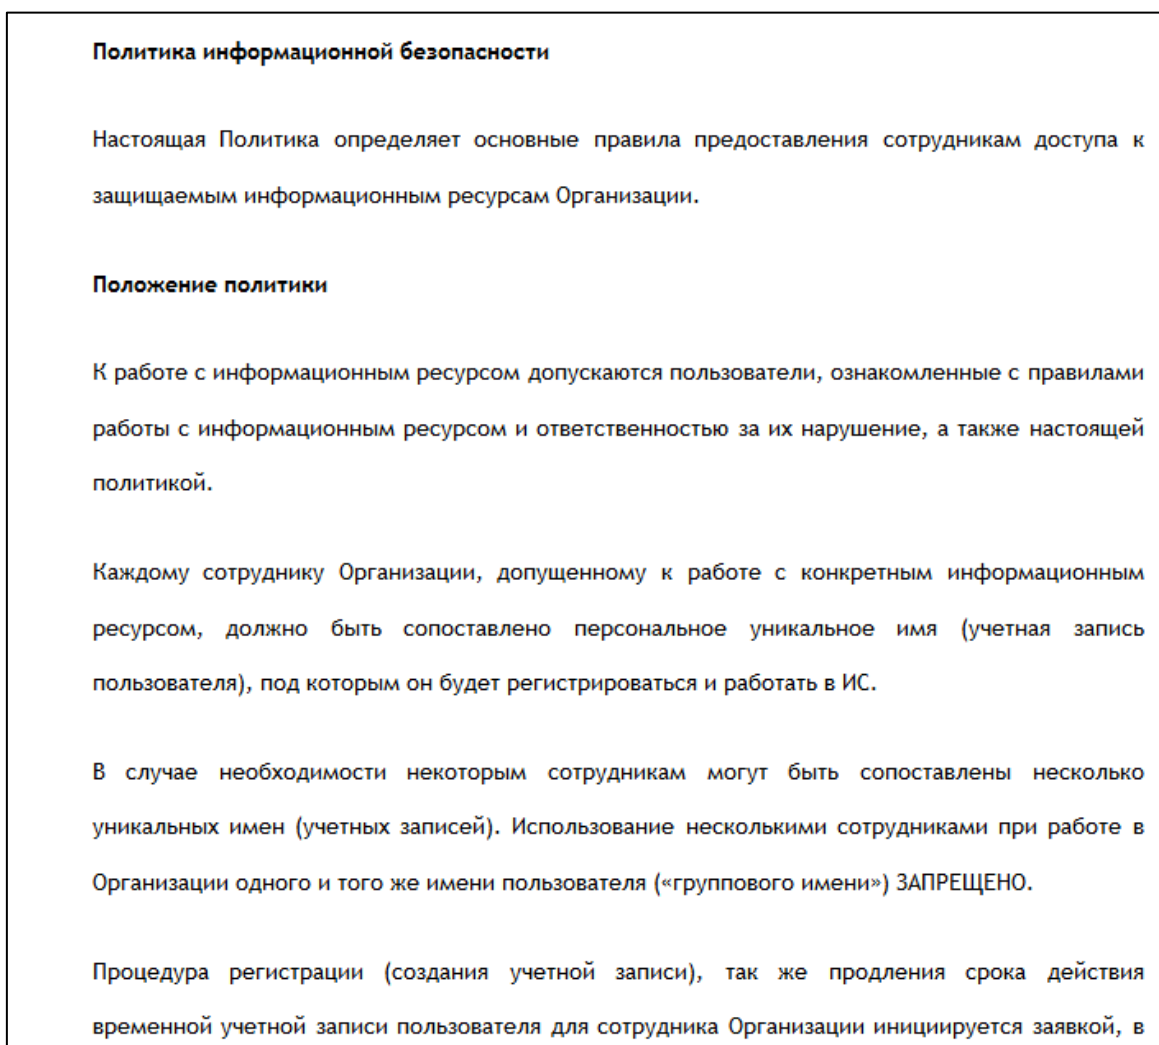 Политика информационной безопасности
Настоящая Политика определяет основные правила предоставления сотрудникам доступа к
защищаемым информационным ресурсам Организации.
Положение политики
К работе с информационным ресурсом допускаются пользователи, ознакомленные с правилами
работы с информационным ресурсом и ответственностью за их нарушение, а также настоящей
политикой.
Каждому сотруднику Организации, допущенному к работе с конкретным информационным
ресурсом, должно быть сопоставлено персональное уникальное имя (учетная запись
пользователя), под которым он будет регистрироваться и работать в ИС.
В случае необходимости некоторым сотрудникам могут быть сопоставлены несколько
уникальных имен (учетных записей). Использование несколькими сотрудниками при работе в
Организации одного и того же имени пользователя («группового имени») ЗАПРЕЩЕНО.
Процедура регистрации (создания учетной записи), так же продления срока действия
временной учетной записи пользователя для сотрудника Организации инициируется заявкой, в